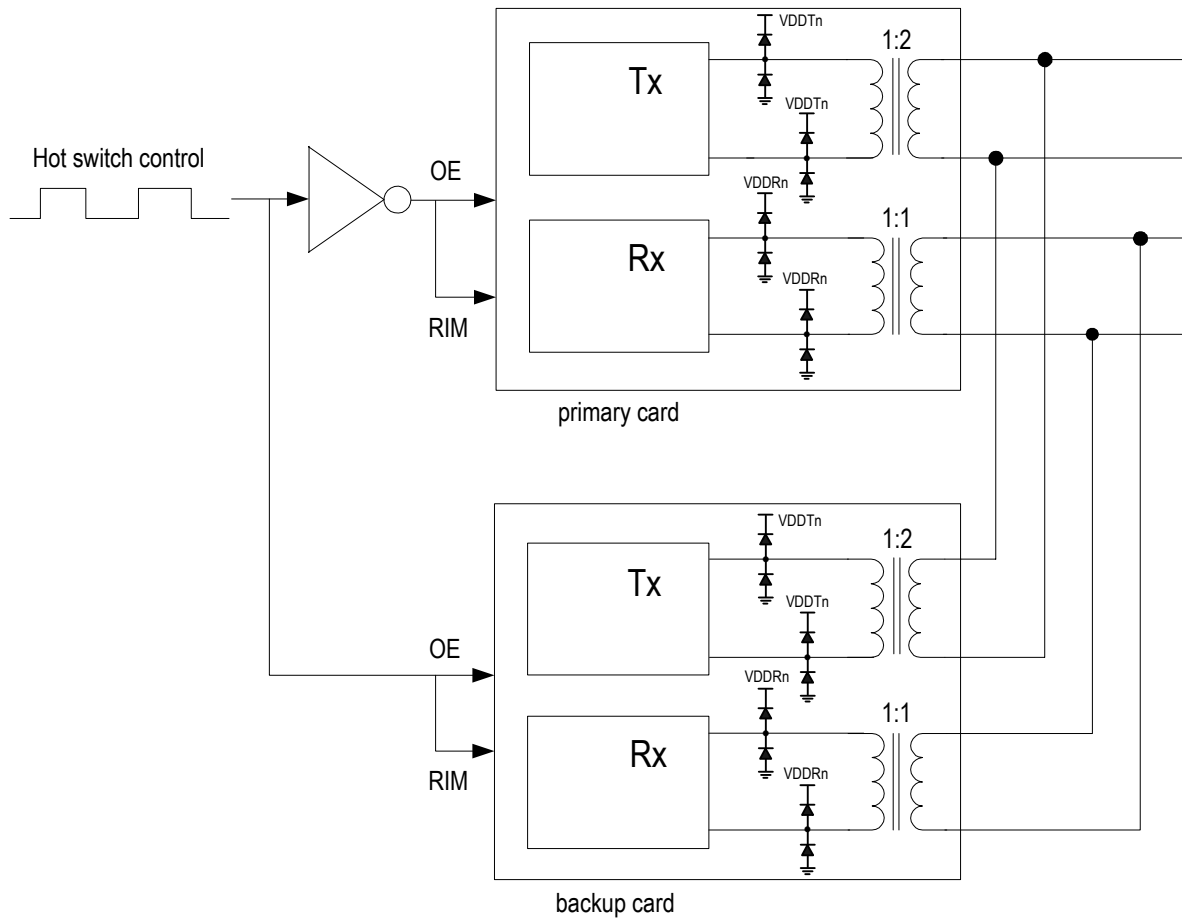 VDDTn
1:2
Tx
VDDTn
Hot switch control
OE
VDDRn
1:1
Rx
VDDRn
RIM
primary card
VDDTn
1:2
Tx
VDDTn
OE
VDDRn
1:1
Rx
VDDRn
RIM
backup card